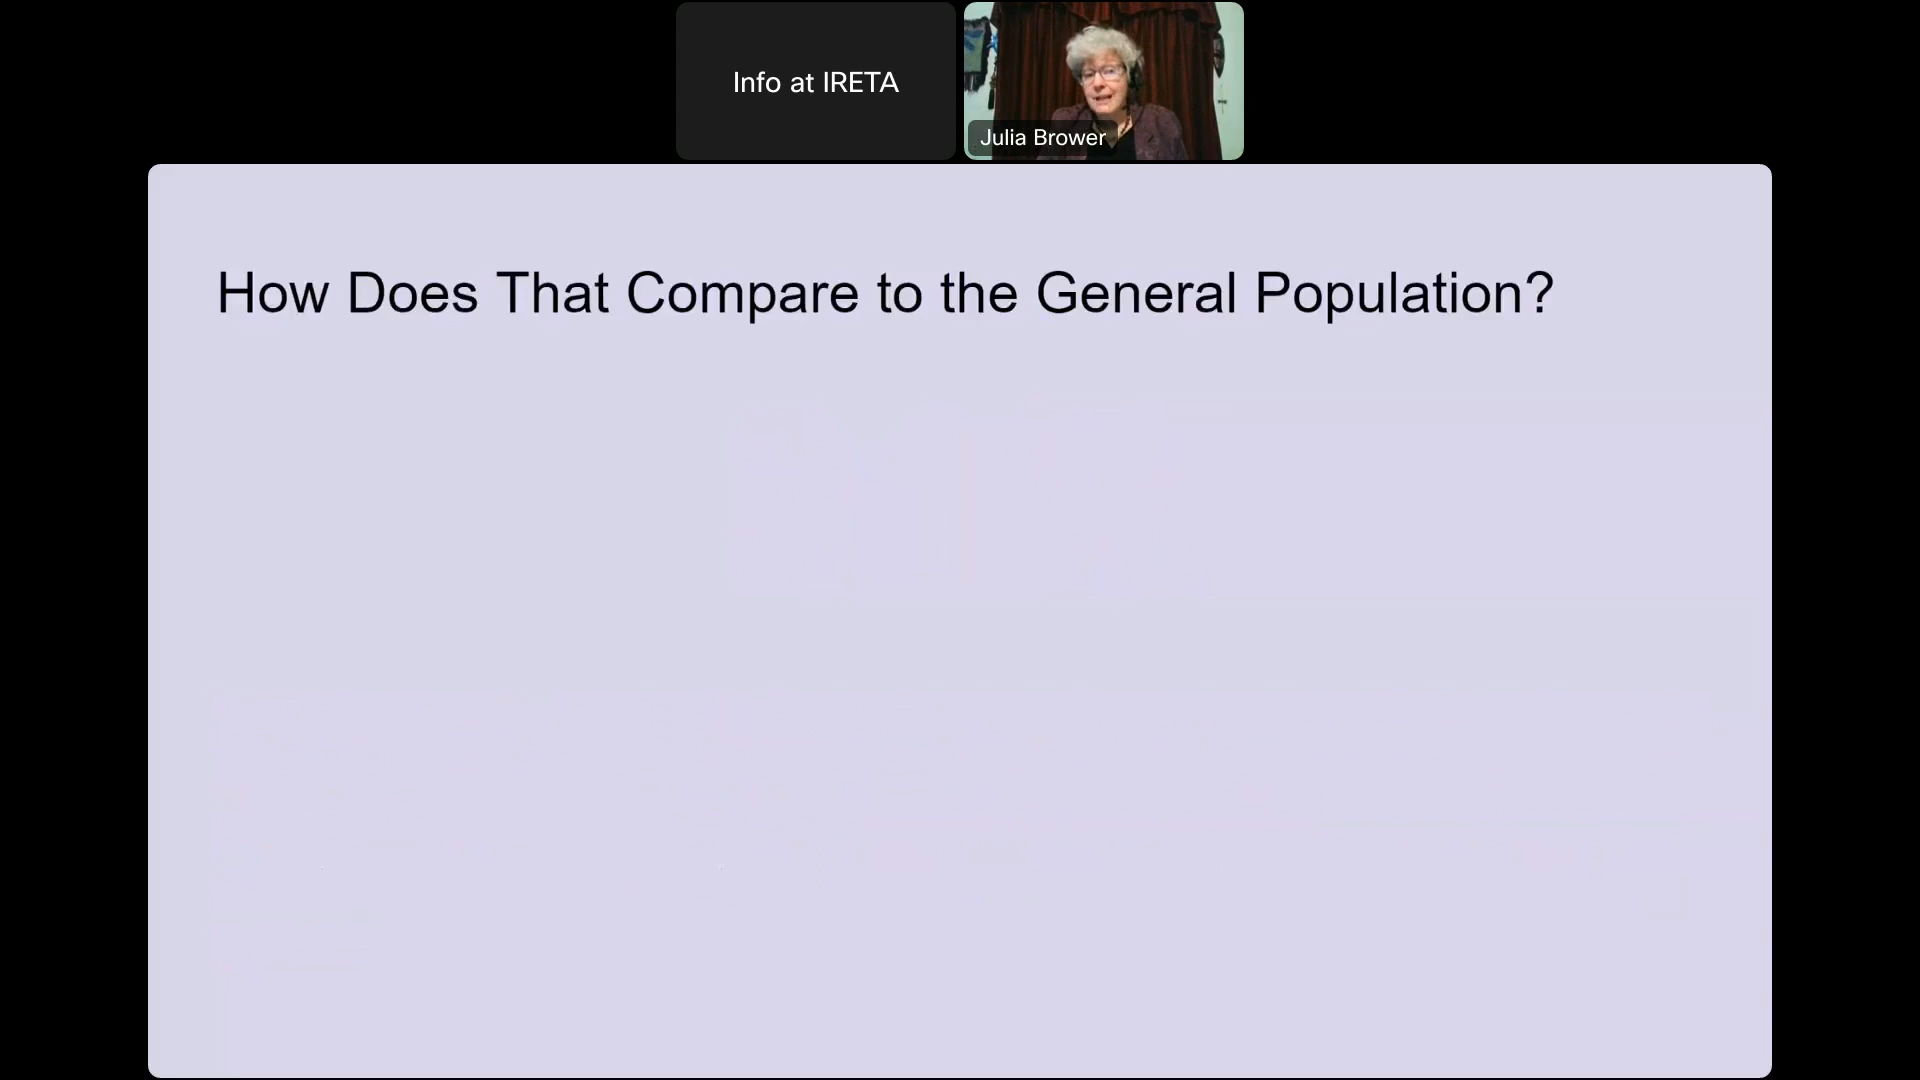 Info at IRETA
Julia Brower
How Does That Compare to the General Population?